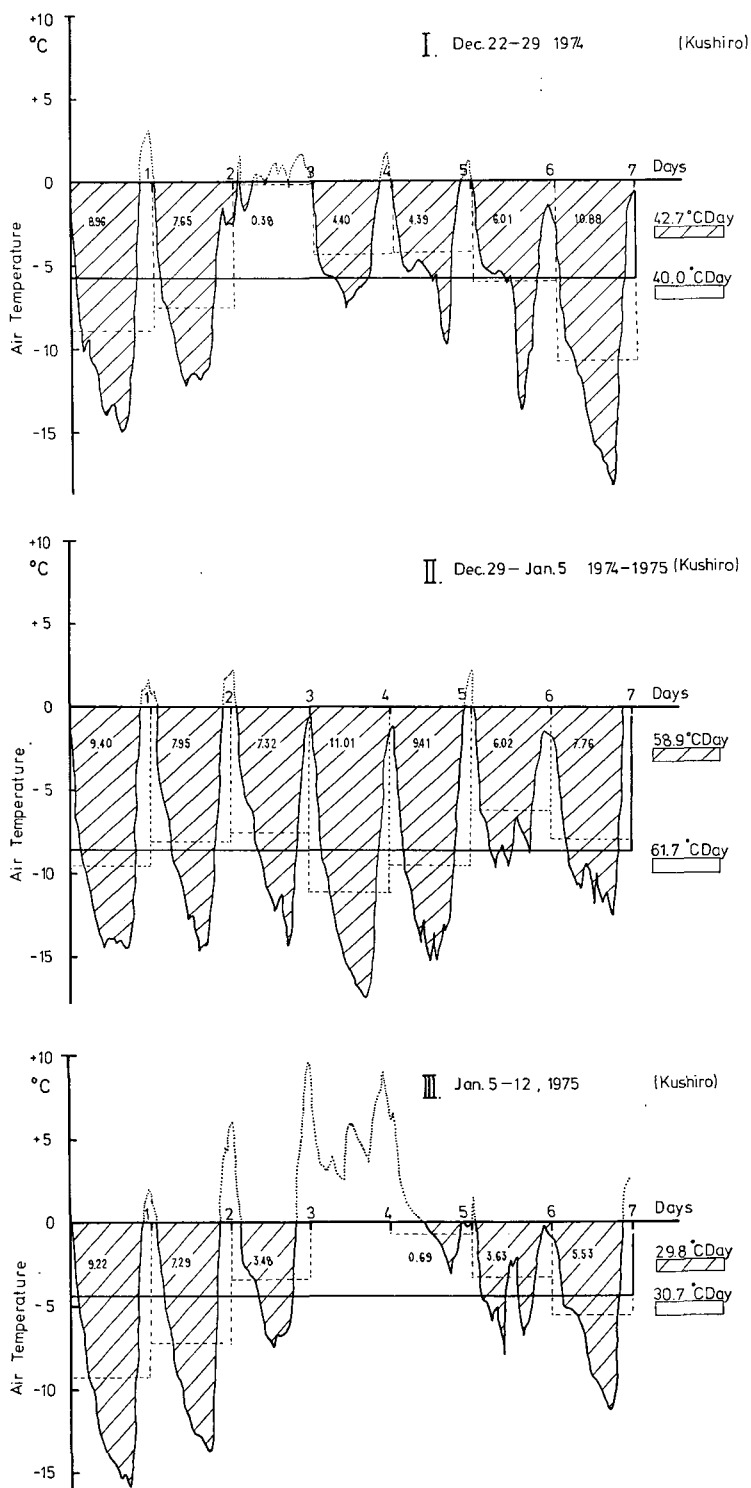 +10
°C
I. Dec. 22-29 1974 (Kushiro)
+5
0
1 2 3 4 5 6 7 Days
8.96 7.65 0.38 4.40 4.39 6.01 10.88
42.7°CDay
40.0°CDay
-5
-10
-15
Air Temperature
+10
°C
II Dec. 29 - Jan. 5 1974-1975 (Kushiro)
+5
0
1 2 3 4 5 6 7 Days
9.40 7.95 7.32 11.01 9.41 6.02 7.76
58.9°CDay
61.7°CDay
-5
-10
-15
Air Temperature
+10
°C
III. Jan. 5-12, 1975 (Kushiro)
+5
0
1 2 3 4 5 6 7 Days
9.22 7.29 3.48 0.69 3.63 5.53
29.8°CDay
30.7°CDay
-5
-10
-15
Air Temperature